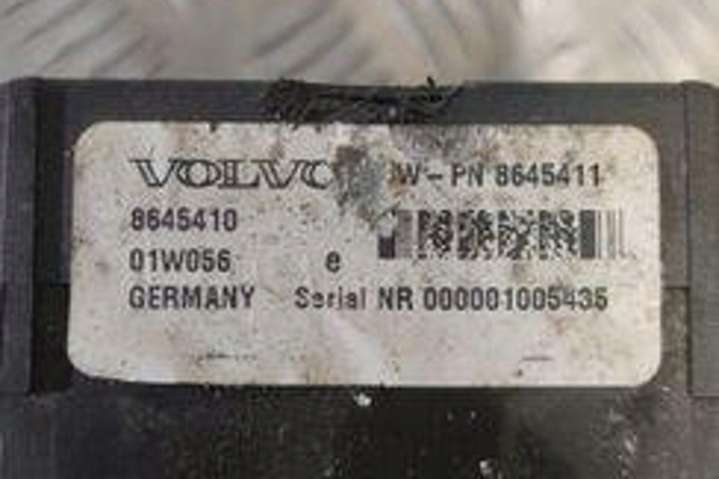 VOLVO W-PN 8645411
8645410
01W056 e
GERMANY Serial NR 000001005435